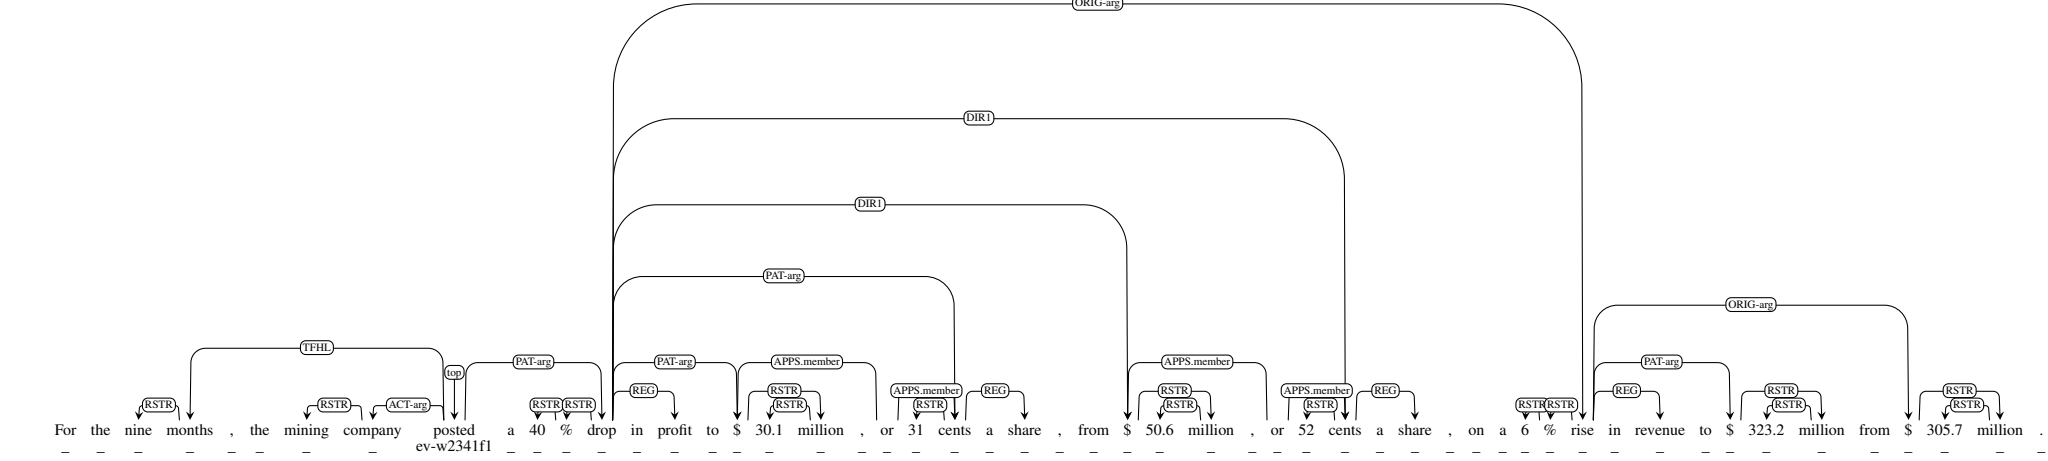 ORIG-arg
DIR1
DIR1
PAT-arg
ORIG-arg
TFHL
PAT-arg PAT-arg APPS.member APPS.member PAT-arg
top
REG RSTR APPS.member REG RSTR APPS.member REG REG RSTR RSTR
RSTR RSTR ACT-arg RSTR RSTR RSTR RSTR RSTR RSTR RSTR RSTR RSTR RSTR
For the nine months , the mining company posted a 40 % drop in profit to $ 30.1 million , or 31 cents a share , from $ 50.6 million , or 52 cents a share , on a 6 % rise in revenue to $ 323.2 million from $ 305.7 million .
_ _ _ _ _ _ _ _ ev-w2341f1 _ _ _ _ _ _ _ _ _ _ _ _ _ _ _ _ _ _ _ _ _ _ _ _ _ _ _ _ _ _ _ _ _ _ _ _ _ _ _ _ _ _ _